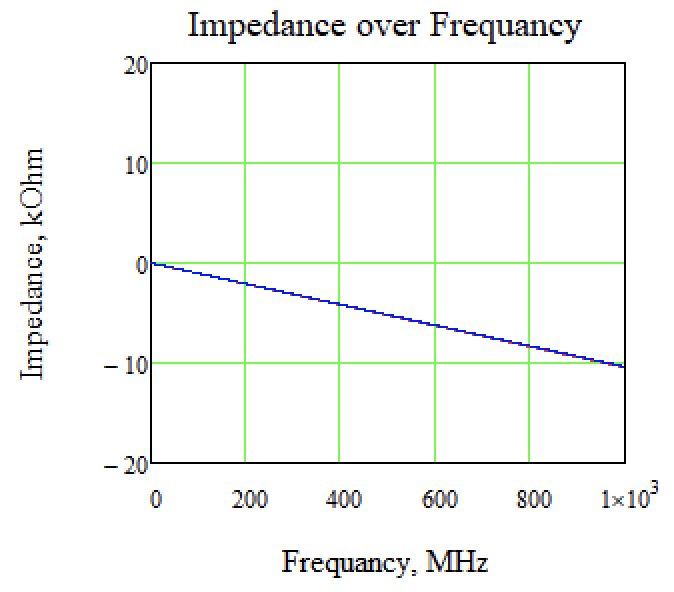 Impedance over Frequancy
20
10
0
− 10
− 20
Impedance, kOhm
0 200 400 600 800 1×10³
Frequancy, MHz